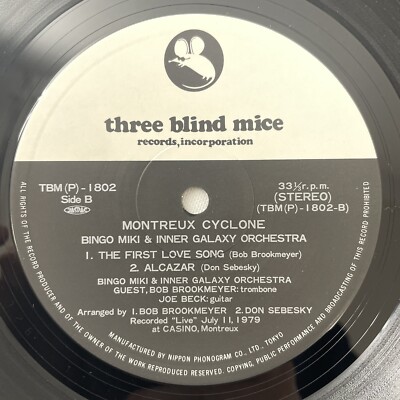 three blind mice
records, incorporation
TBM(P)-1802
Side B
33⅓r.p.m.
(STEREO)
(TBM(P)-1802-B)
MONTREUX CYCLONE
BINGO MIKI & INNER GALAXY ORCHESTRA
1. THE FIRST LOVE SONG (Bob Brookmeyer)
2. ALCAZAR (Don Sebesky)
BINGO MIKI & INNER GALAXY ORCHESTRA
GUEST, BOB BROOKMEYER: trombone
JOE BECK: guitar
Arranged by 1.BOB BROOKMEYER 2.DON SEBESKY
Recorded "Live" July 11, 1979
at CASINO, Montreux
MANUFACTURED BY NIPPON PHONOGRAM CO., LTD., TOKYO
ALL RIGHTS OF THE RECORD PRODUCER AND OF THE OWNER OF THE WORK REPRODUCED RESERVED. COPYING, PUBLIC PERFORMANCE AND BROADCASTING OF THIS RECORD PROHIBITED